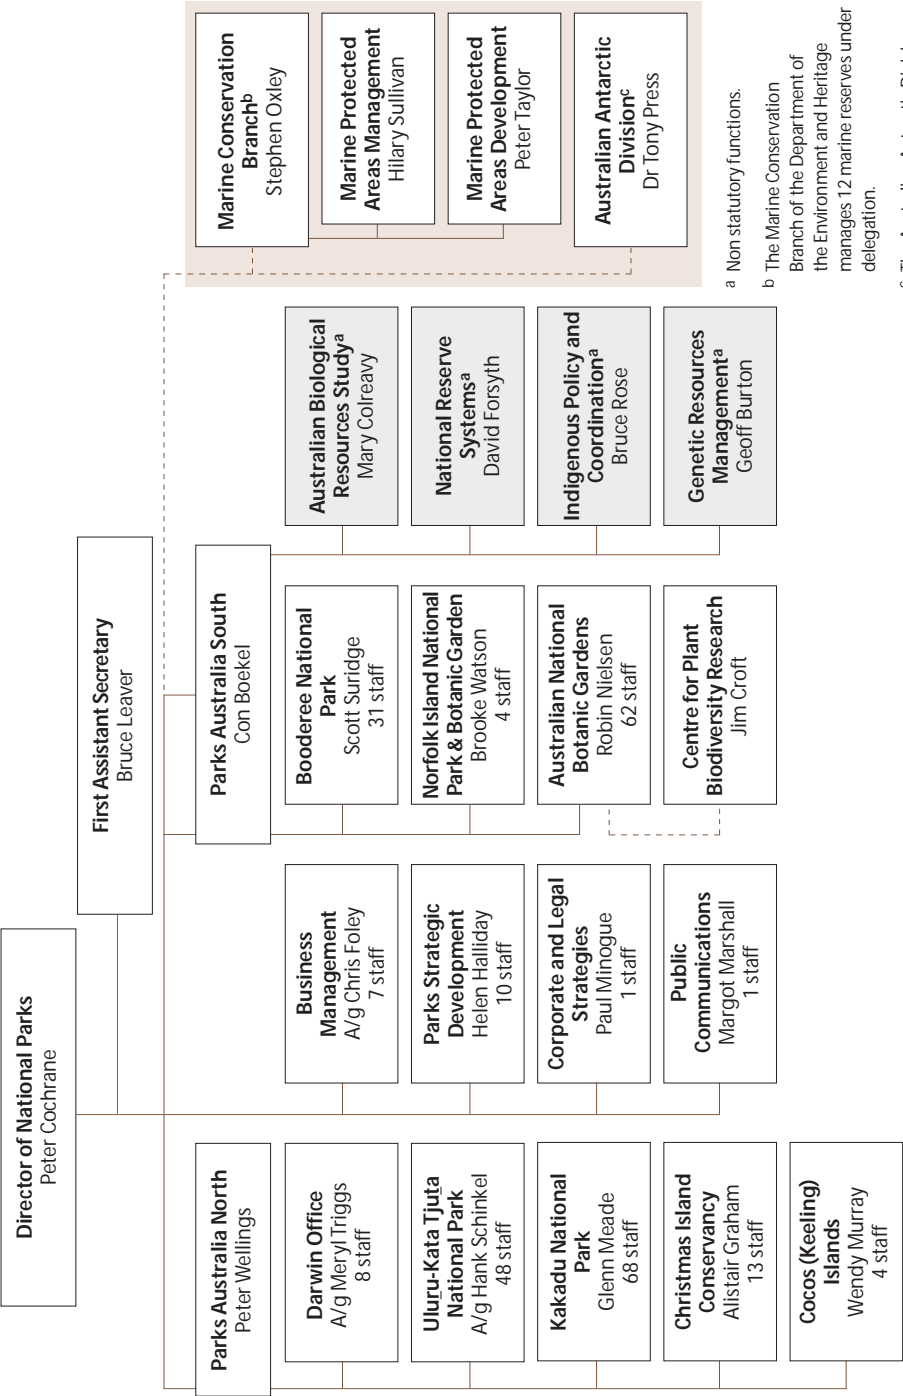 Director of National Parks
Peter Cochrane
First Assistant Secretary
Bruce Leaver
Parks Australia North
Peter Wellings
Darwin Office
A/g Meryl Triggs
8 staff
Uluru-Kata Tjuta
National Park
A/g Hank Schinkel
48 staff
Kakadu National
Park
Glenn Meade
68 staff
Christmas Island
Conservancy
Alistair Graham
13 staff
Cocos (Keeling)
Islands
Wendy Murray
4 staff
Business
Management
A/g Chris Foley
7 staff
Parks Strategic
Development
Helen Halliday
10 staff
Corporate and Legal
Strategies
Paul Minogue
1 staff
Public
Communications
Margot Marshall
1 staff
Parks Australia South
Con Boekel
Booderee National
Park
Scott Suridge
31 staff
Norfolk Island National
Park & Botanic Garden
Brooke Watson
4 staff
Australian National
Botanic Gardens
Robin Nielsen
62 staff
Centre for Plant
Biodiversity Research
Jim Croft
Australian Biological
Resources Studyᵃ
Mary Colreavy
National Reserve
Systemsᵃ
David Forsyth
Indigenous Policy and
Coordinationᵃ
Bruce Rose
Genetic Resources
Managementᵃ
Geoff Burton
Marine Conservation
Branchᵇ
Stephen Oxley
Marine Protected
Areas Management
Hilary Sullivan
Marine Protected
Areas Development
Peter Taylor
Australian Antarctic
Divisionᶜ
Dr Tony Press
a Non statutory functions.
b The Marine Conservation
Branch of the Department of
the Environment and Heritage
manages 12 marine reserves under
delegation.